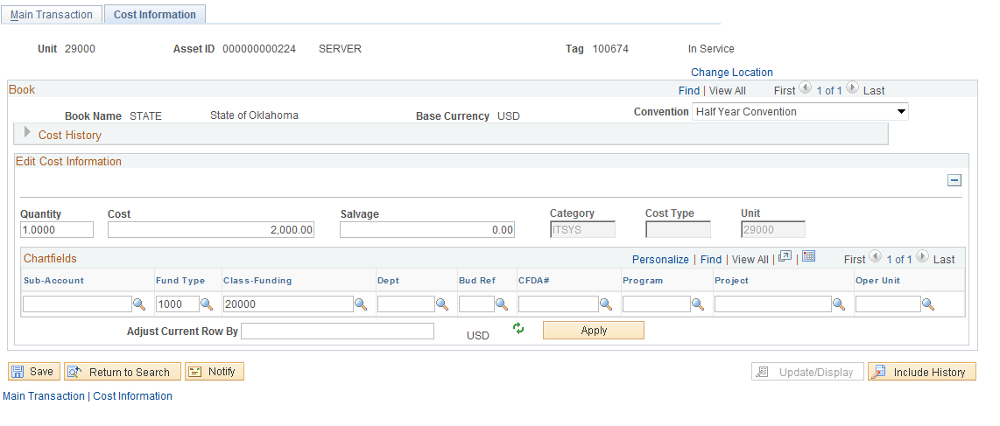 Main Transaction Cost Information
Unit 29000 Asset ID 000000000224 SERVER Tag 100674 In Service
Change Location
Book Find | View All First 1 of 1 Last
Book Name STATE State of Oklahoma Base Currency USD Convention Half Year Convention
Cost History
Edit Cost Information
Quantity Cost Salvage Category Cost Type Unit
1.0000 2,000.00 0.00 ITSYS 29000
Chartfields Personalize | Find | View All | | First 1 of 1 Last
Sub-Account Fund Type Class-Funding Dept Bud Ref CFDA# Program Project Oper Unit
1000 20000
Adjust Current Row By USD Apply
Save Return to Search Notify Update/Display Include History
Main Transaction | Cost Information